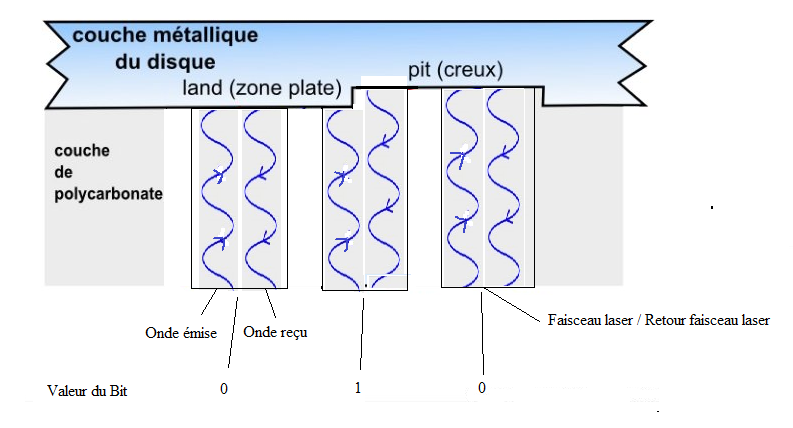 couche métallique
du disque
pit (creux)
land (zone plate)
couche
de
polycarbonate
Onde émise
Onde reçu
Faisceau laser / Retour faisceau laser
Valeur du Bit
0
1
0